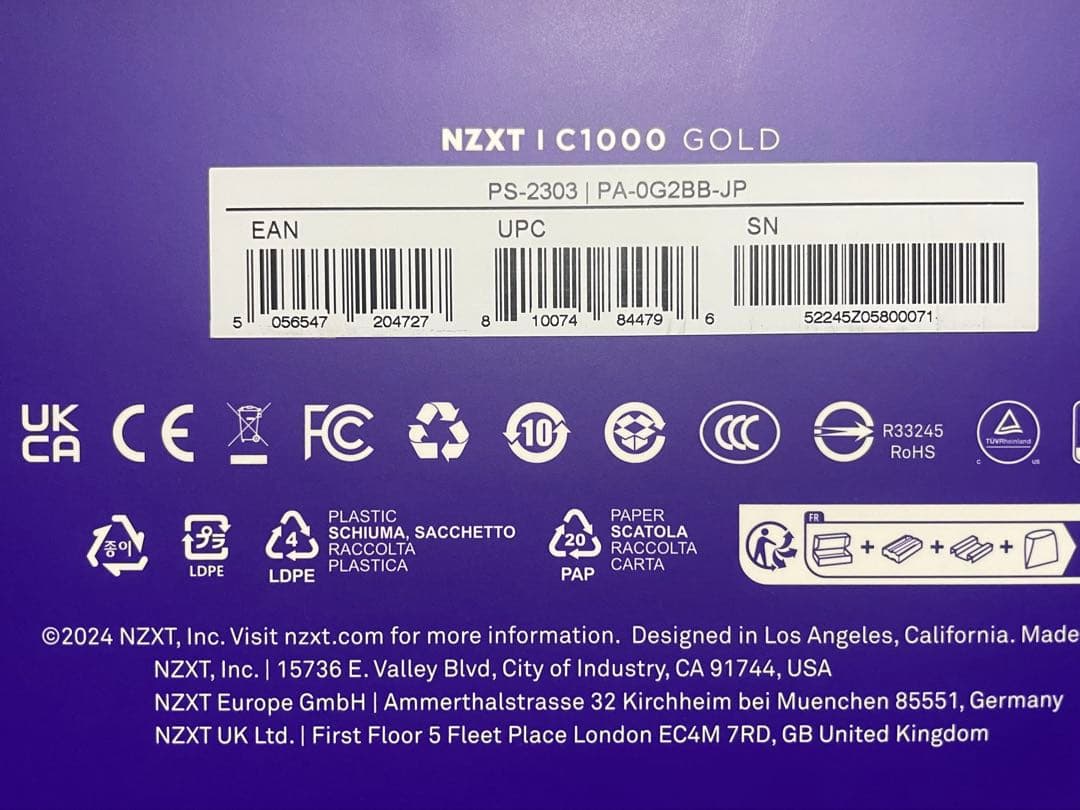 NZXT | C1000 GOLD
PS-2303 | PA-0G2BB-JP
EAN UPC SN
5 056547 204727 8 10074 84479 6 52245Z05800071
UK
CA
CE
FC
10
CCC
R33245
RoHS
TÜVRheinland
C US
종이
プラ
LDPE
4
LDPE
PLASTIC
SCHIUMA, SACCHETTO
RACCOLTA
PLASTICA
20
PAP
PAPER
SCATOLA
RACCOLTA
CARTA
FR
+ + +
©2024 NZXT, Inc. Visit nzxt.com for more information. Designed in Los Angeles, California. Made
NZXT, Inc. | 15736 E. Valley Blvd, City of Industry, CA 91744, USA
NZXT Europe GmbH | Ammerthalstrasse 32 Kirchheim bei Muenchen 85551, Germany
NZXT UK Ltd. | First Floor 5 Fleet Place London EC4M 7RD, GB United Kingdom